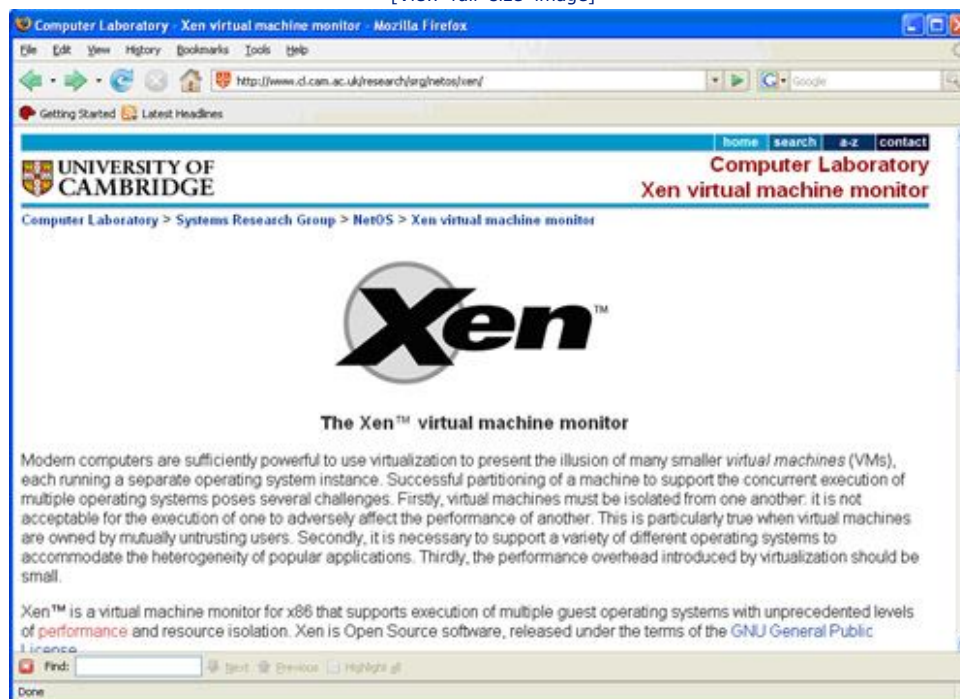 [View full size image]
Computer Laboratory - Xen virtual machine monitor - Mozilla Firefox
File Edit View History Bookmarks Tools Help
http://www.cl.cam.ac.uk/research/srg/netos/xen/
Google
Getting Started Latest Headlines
home search a-z contact
UNIVERSITY OF
CAMBRIDGE
Computer Laboratory
Xen virtual machine monitor
Computer Laboratory > Systems Research Group > NetOS > Xen virtual machine monitor
Xen™
The Xen™ virtual machine monitor
Modern computers are sufficiently powerful to use virtualization to present the illusion of many smaller virtual machines (VMs),
each running a separate operating system instance. Successful partitioning of a machine to support the concurrent execution of
multiple operating systems poses several challenges. Firstly, virtual machines must be isolated from one another: it is not
acceptable for the execution of one to adversely affect the performance of another. This is particularly true when virtual machines
are owned by mutually untrusting users. Secondly, it is necessary to support a variety of different operating systems to
accommodate the heterogeneity of popular applications. Thirdly, the performance overhead introduced by virtualization should be
small.
Xen™ is a virtual machine monitor for x86 that supports execution of multiple guest operating systems with unprecedented levels
of performance and resource isolation. Xen is Open Source software, released under the terms of the GNU General Public
License
Find: Next Previous Highlight all
Done